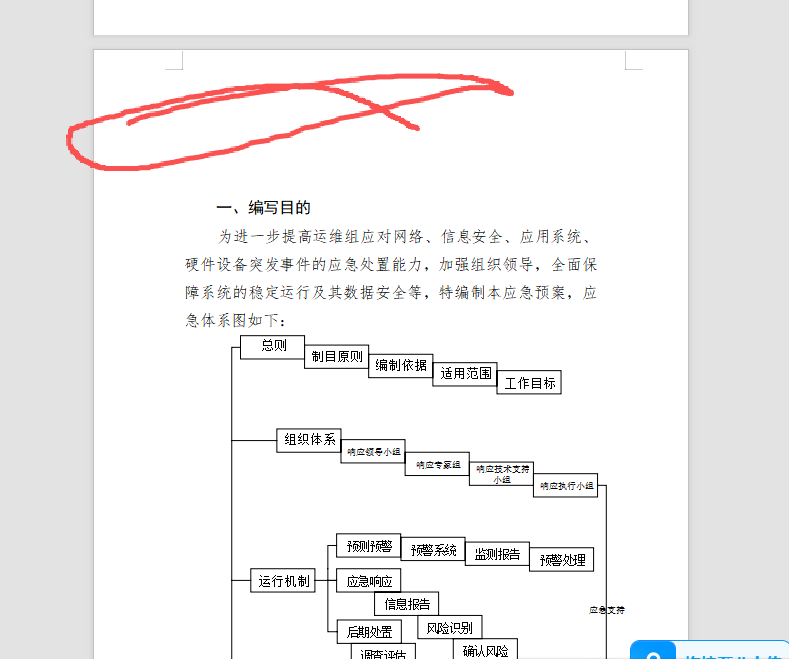 一、编写目的
为进一步提高运维组应对网络、信息安全、应用系统、
硬件设备突发事件的应急处置能力，加强组织领导，全面保
障系统的稳定运行及其数据安全等，特编制本应急预案，应
急体系图如下：
总则
制目原则
编制依据
适用范围
工作目标
组织体系
响应领导小组
响应专家组
响应技术支持
小组
响应执行小组
预测预警
预警系统
监测报告
预警处理
运行机制
应急响应
信息报告
应急支持
后期处置
风险识别
调查评估
确认风险